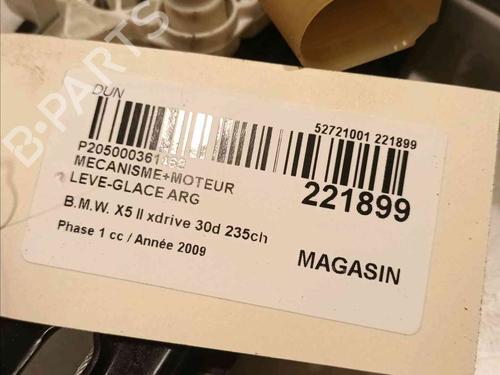 B-PARTS
DUN
52721001 221899
MECANISME+MOTEUR
LEVE-GLACE ARG
221899
B.M.W. X5 II xdrive 30d 235ch
Phase 1 cc / Année 2009
MAGASIN